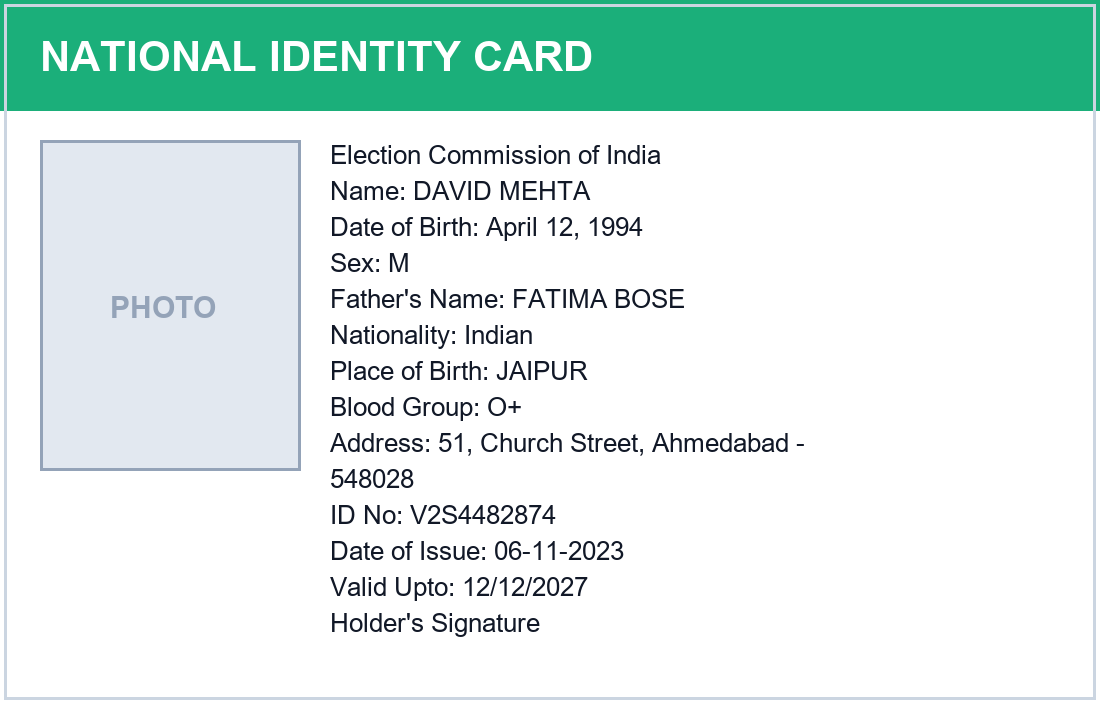 NATIONAL IDENTITY CARD
PHOTO
Election Commission of India
Name: DAVID MEHTA
Date of Birth: April 12, 1994
Sex: M
Father's Name: FATIMA BOSE
Nationality: Indian
Place of Birth: JAIPUR
Blood Group: O+
Address: 51, Church Street, Ahmedabad -
548028
ID No: V2S4482874
Date of Issue: 06-11-2023
Valid Upto: 12/12/2027
Holder's Signature